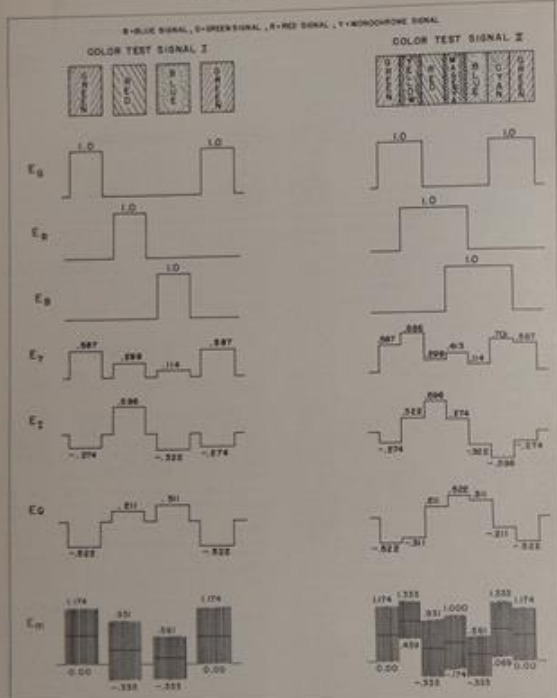 B=BLUE SIGNAL, G=GREEN SIGNAL, R=RED SIGNAL, Y=MONOCHROME SIGNAL
COLOR TEST SIGNAL I
COLOR TEST SIGNAL II
GREEN RED BLUE GREEN
GREEN YELLOW RED MAGENTA BLUE CYAN GREEN
EG 1.0 1.0 1.0 1.0
ER 1.0 1.0
EB 1.0 1.0
EY .587 .299 .114 .587
.587 .886 .299 .413 .114 .701 .587
EI -.274 .596 -.322 -.274
-.274 .322 .596 .274 -.322 -.596 -.274
EQ -.522 .211 .311 -.522
-.522 -.311 .211 .522 .311 -.211 -.522
Em
1.174 .931 .561 1.174
0.00 -.333 -.333 0.00
1.174 1.333 .931 1.000 .561 1.333 1.174
0.00 .439 -.333 -.174 -.333 .069 0.00